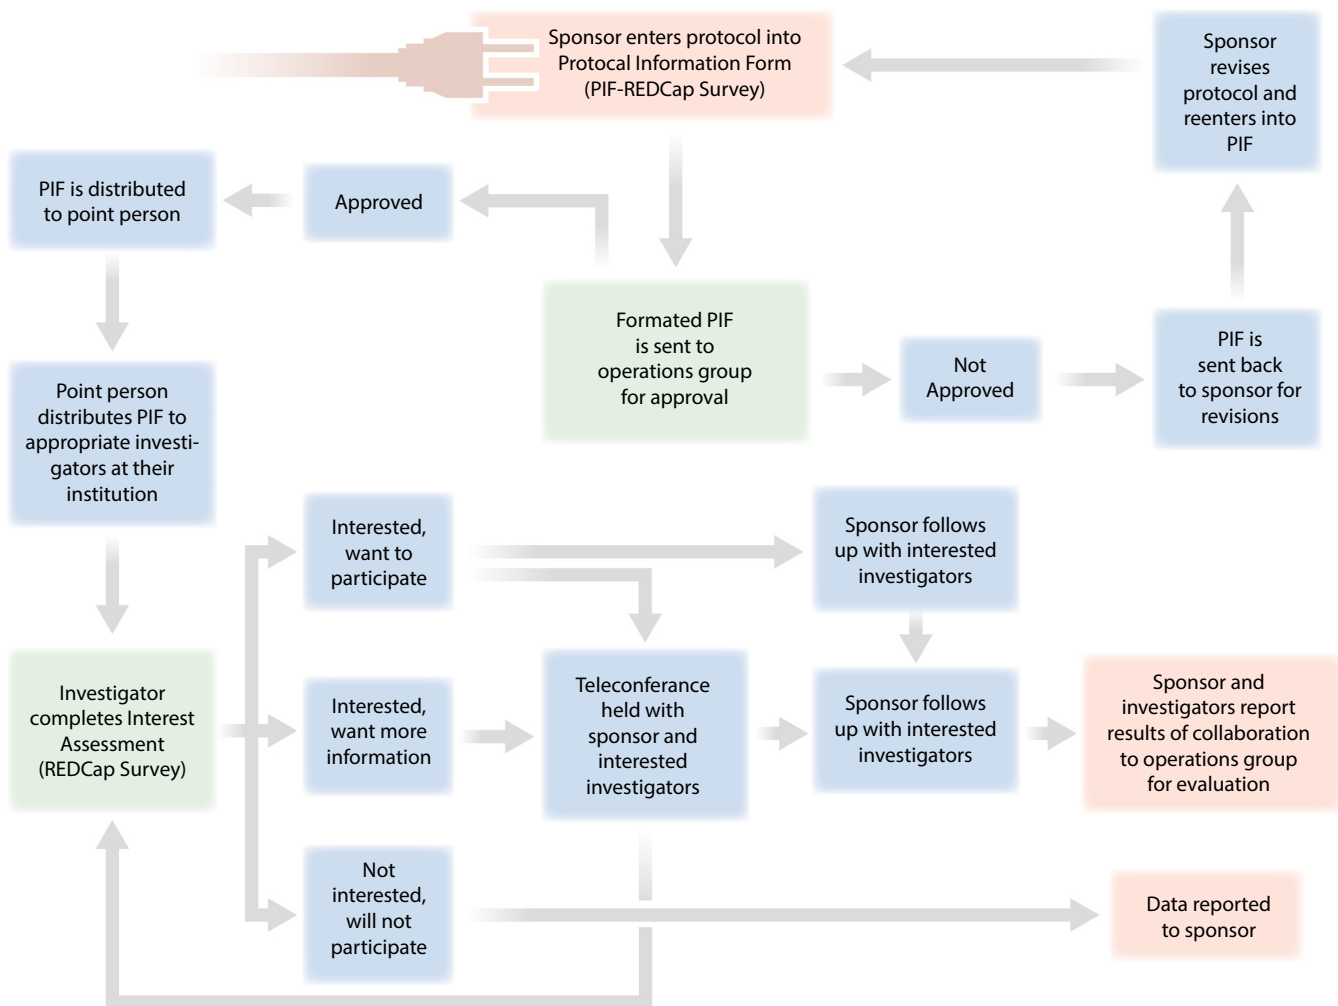 Sponsor enters protocol into
Protocal Information Form
(PIF-REDCap Survey)
Sponsor
revises
protocol and
reenters into
PIF
PIF is distributed
to point person
Approved
Formated PIF
is sent to
operations group
for approval
Not
Approved
PIF is
sent back
to sponsor for
revisions
Point person
distributes PIF to
appropriate investi-
gators at their
institution
Interested,
want to
participate
Sponsor follows
up with interested
investigators
Investigator
completes Interest
Assessment
(REDCap Survey)
Interested,
want more
information
Teleconferance
held with
sponsor and
interested
investigators
Sponsor follows
up with interested
investigators
Sponsor and
investigators report
results of collaboration
to operations group
for evaluation
Not
interested,
will not
participate
Data reported
to sponsor